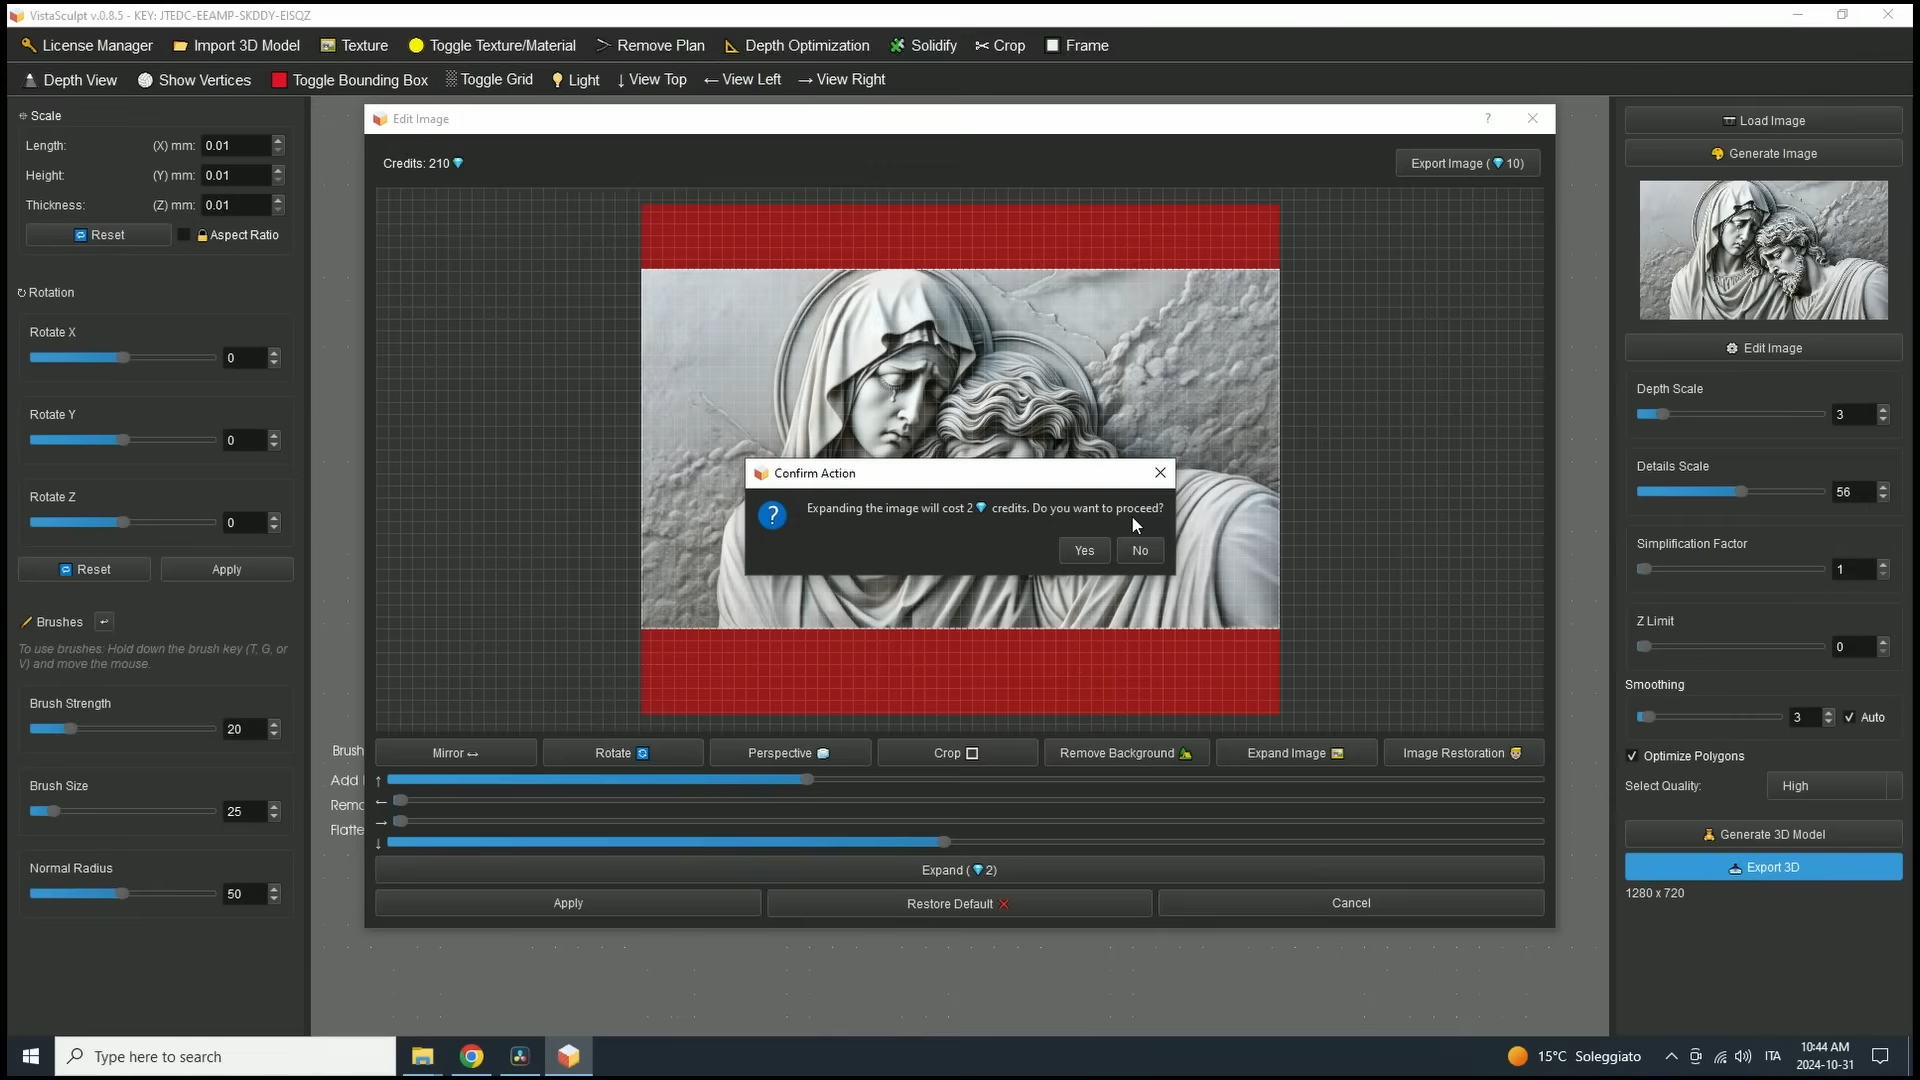 VistaSculpt v.0.8.5 - KEY: JTEDC-EEAMP-SKDDY-EISQZ
License Manager Import 3D Model Texture Toggle Texture/Material Remove Plan Depth Optimization Solidify Crop Frame
Depth View Show Vertices Toggle Bounding Box Toggle Grid Light ↓ View Top ← View Left → View Right
Scale
Length: (X) mm: 0.01
Height: (Y) mm: 0.01
Thickness: (Z) mm: 0.01
Reset Aspect Ratio
Rotation
Rotate X
0
Rotate Y
0
Rotate Z
0
Reset Apply
Brushes
To use brushes: Hold down the brush key (T, G, or
V) and move the mouse.
Brush Strength
20
Brush Size
25
Normal Radius
50
Brush
Add
Remo
Flatte
Edit Image
?
Credits: 210 Export Image ( 10)
Confirm Action
Expanding the image will cost 2 credits. Do you want to proceed?
Yes No
Mirror Rotate Perspective Crop Remove Background Expand Image Image Restoration
↑
←
→
↓
Expand ( 2)
Apply Restore Default Cancel
Load Image
Generate Image
Edit Image
Depth Scale
3
Details Scale
56
Simplification Factor
1
Z Limit
0
Smoothing
3 Auto
Optimize Polygons
Select Quality: High
Generate 3D Model
Export 3D
1280 x 720
Type here to search
15°C Soleggiato ITA 10:44 AM
2024-10-31